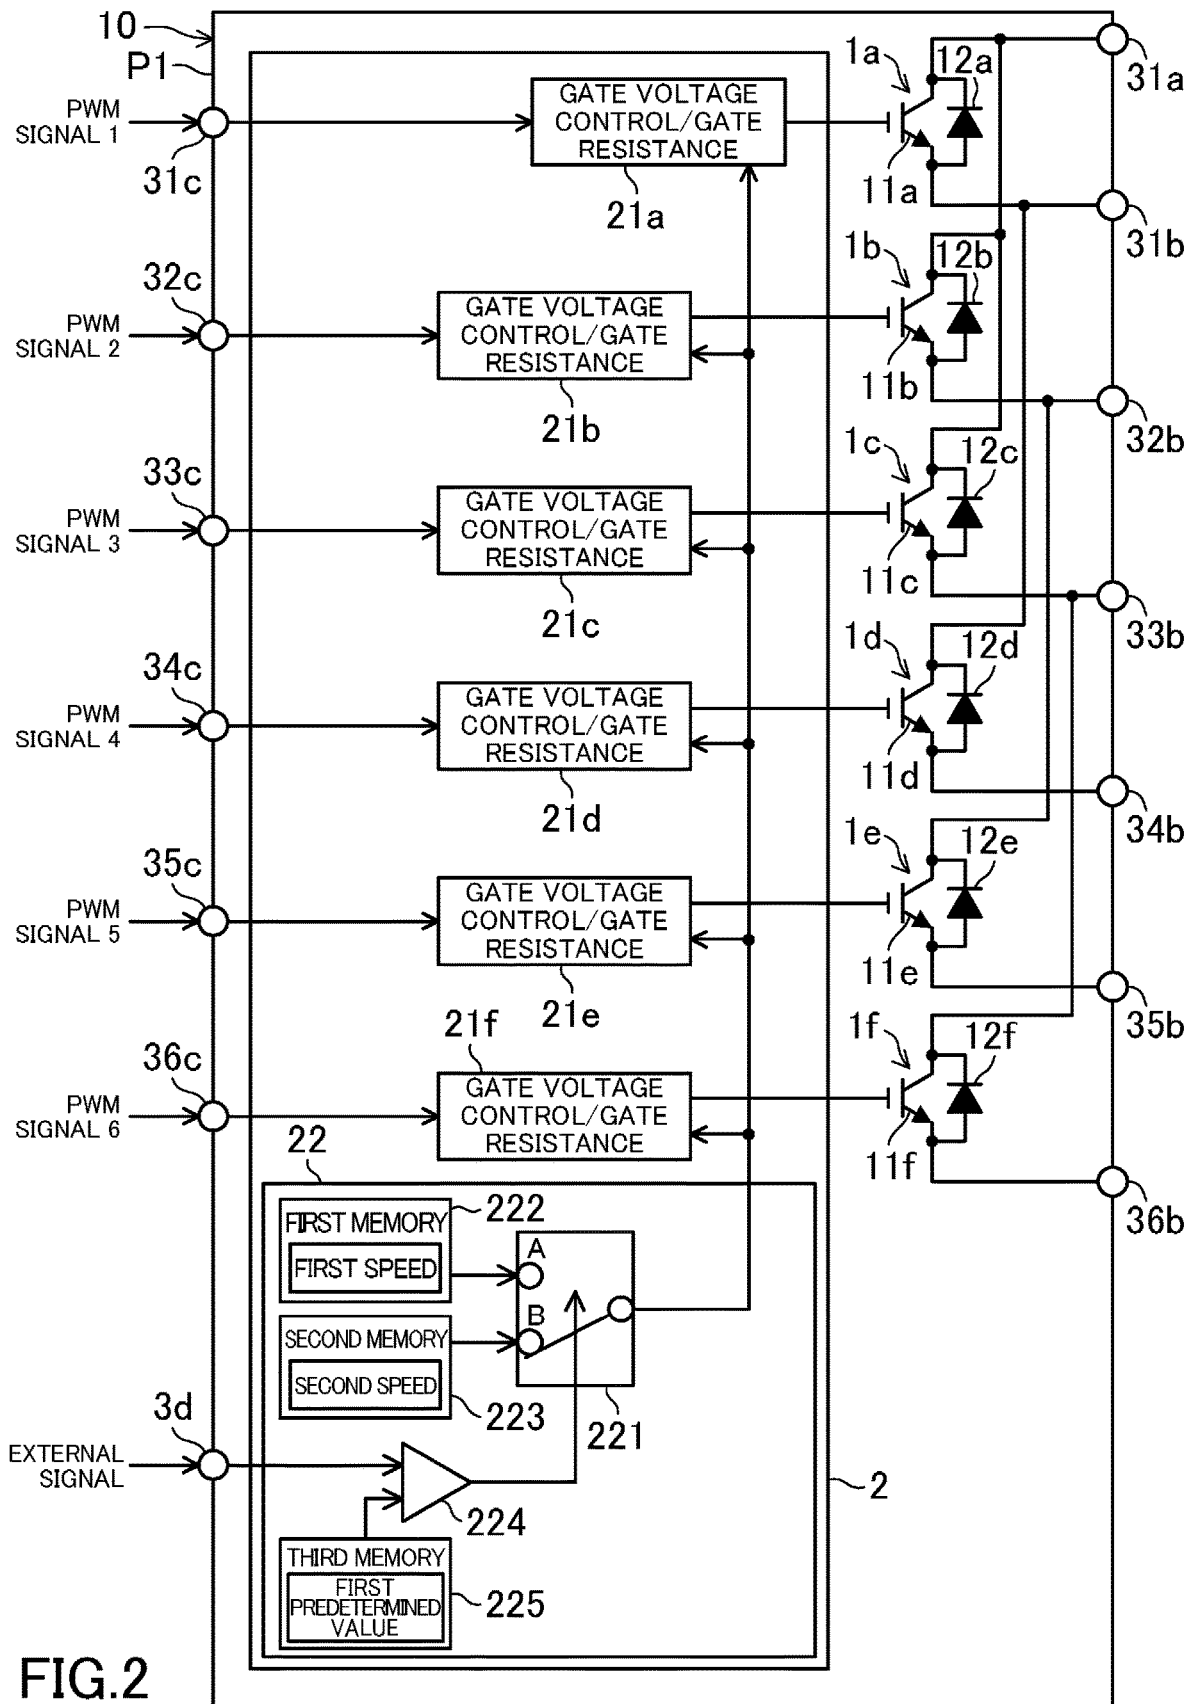 10
P1
PWM
SIGNAL 1
31c
GATE VOLTAGE
CONTROL/GATE
RESISTANCE
21a
1a
12a
11a
31a
31b
32c
PWM
SIGNAL 2
GATE VOLTAGE
CONTROL/GATE
RESISTANCE
21b
1b
12b
11b
32b
33c
PWM
SIGNAL 3
GATE VOLTAGE
CONTROL/GATE
RESISTANCE
21c
1c
12c
11c
33b
34c
PWM
SIGNAL 4
GATE VOLTAGE
CONTROL/GATE
RESISTANCE
21d
1d
12d
11d
34b
35c
PWM
SIGNAL 5
GATE VOLTAGE
CONTROL/GATE
RESISTANCE
21e
1e
12e
11e
35b
36c
PWM
SIGNAL 6
21f
GATE VOLTAGE
CONTROL/GATE
RESISTANCE
1f
12f
11f
36b
22
222
FIRST MEMORY
FIRST SPEED
A
B
SECOND MEMORY
SECOND SPEED
223
221
3d
EXTERNAL
SIGNAL
224
2
THIRD MEMORY
FIRST
PREDETERMINED
VALUE
225
FIG.2